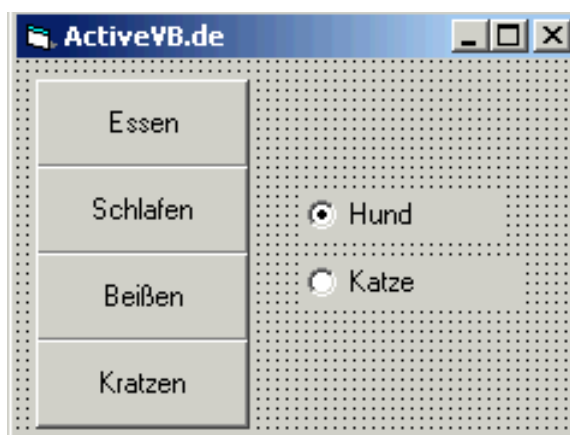 ActiveVB.de
Essen
Schlafen
Beißen
Kratzen
Hund
Katze